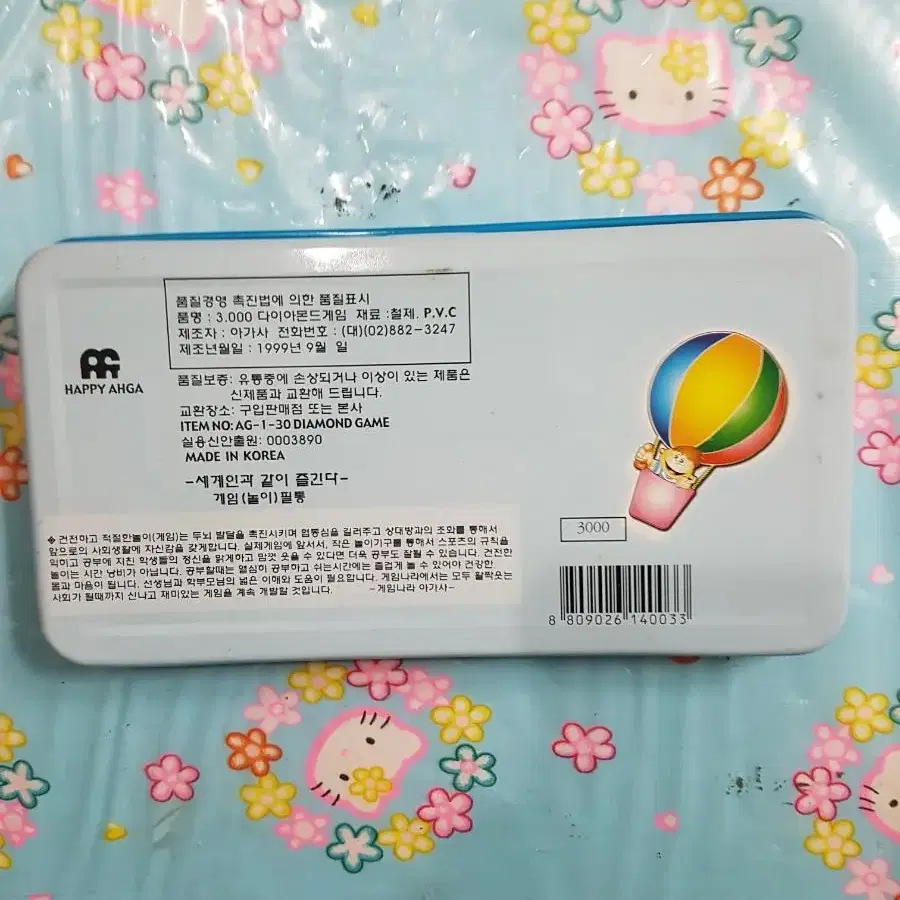 품질경영 촉진법에 의한 품질표시
품명 : 3.000 다이아몬드게임 재료 :철제. P.V.C
제조자 : 아가사 전화번호 : (대)(02)882-3247
제조년월일 : 1999년 9월 일
HAPPY AHGA
품질보증: 유통중에 손상되거나 이상이 있는 제품은
신제품과 교환해 드립니다.
교환장소: 구입판매점 또는 본사
ITEM NO: AG-1-30 DIAMOND GAME
실용신안출원: 0003890
MADE IN KOREA
-세계인과 같이 즐긴다-
게임(놀이)필통
3000
※ 건전하고 적절한놀이(게임)는 두뇌 발달을 촉진시키며 협동심을 길러주고 상대방과의 조화를 통해서
앞으로의 사회생활에 자신감을 갖게합니다. 실제게임에 앞서서, 작은 놀이기구를 통해서 스포츠의 규칙을
익히고 공부에 지친 학생들의 정신을 맑게하고 맘껏 웃을 수 있다면 더욱 공부도 잘될 수 있습니다. 건전한
놀이는 시간 낭비가 아닙니다. 공부할때는 열심히 공부하고 쉬는시간에는 즐겁게 놀 수 있어야 건강한
몸과 마음이 됩니다. 선생님과 학부모님의 넓은 이해와 도움이 필요합니다. 게임나라에서는 모두 활짝웃는
사회가 될때까지 신나고 재미있는 게임을 계속 개발할 것입니다. -게임나라 아가사-
8 809026 140033